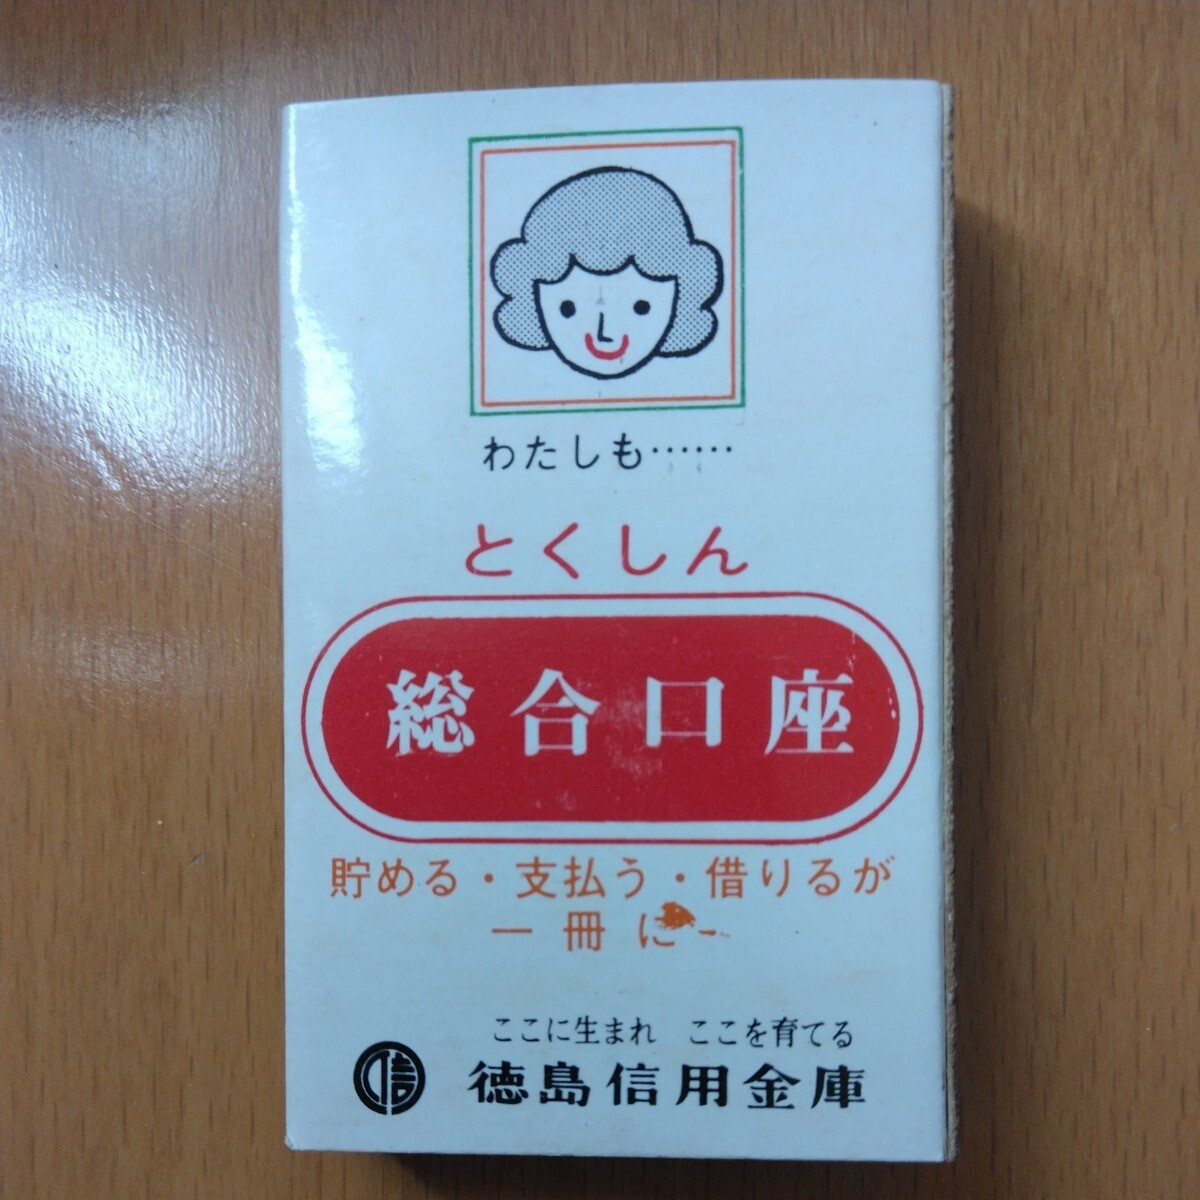 わたしも……
とくしん
総合口座
貯める・支払う・借りるが
一冊に
ここに生まれ ここを育てる
信 徳島信用金庫